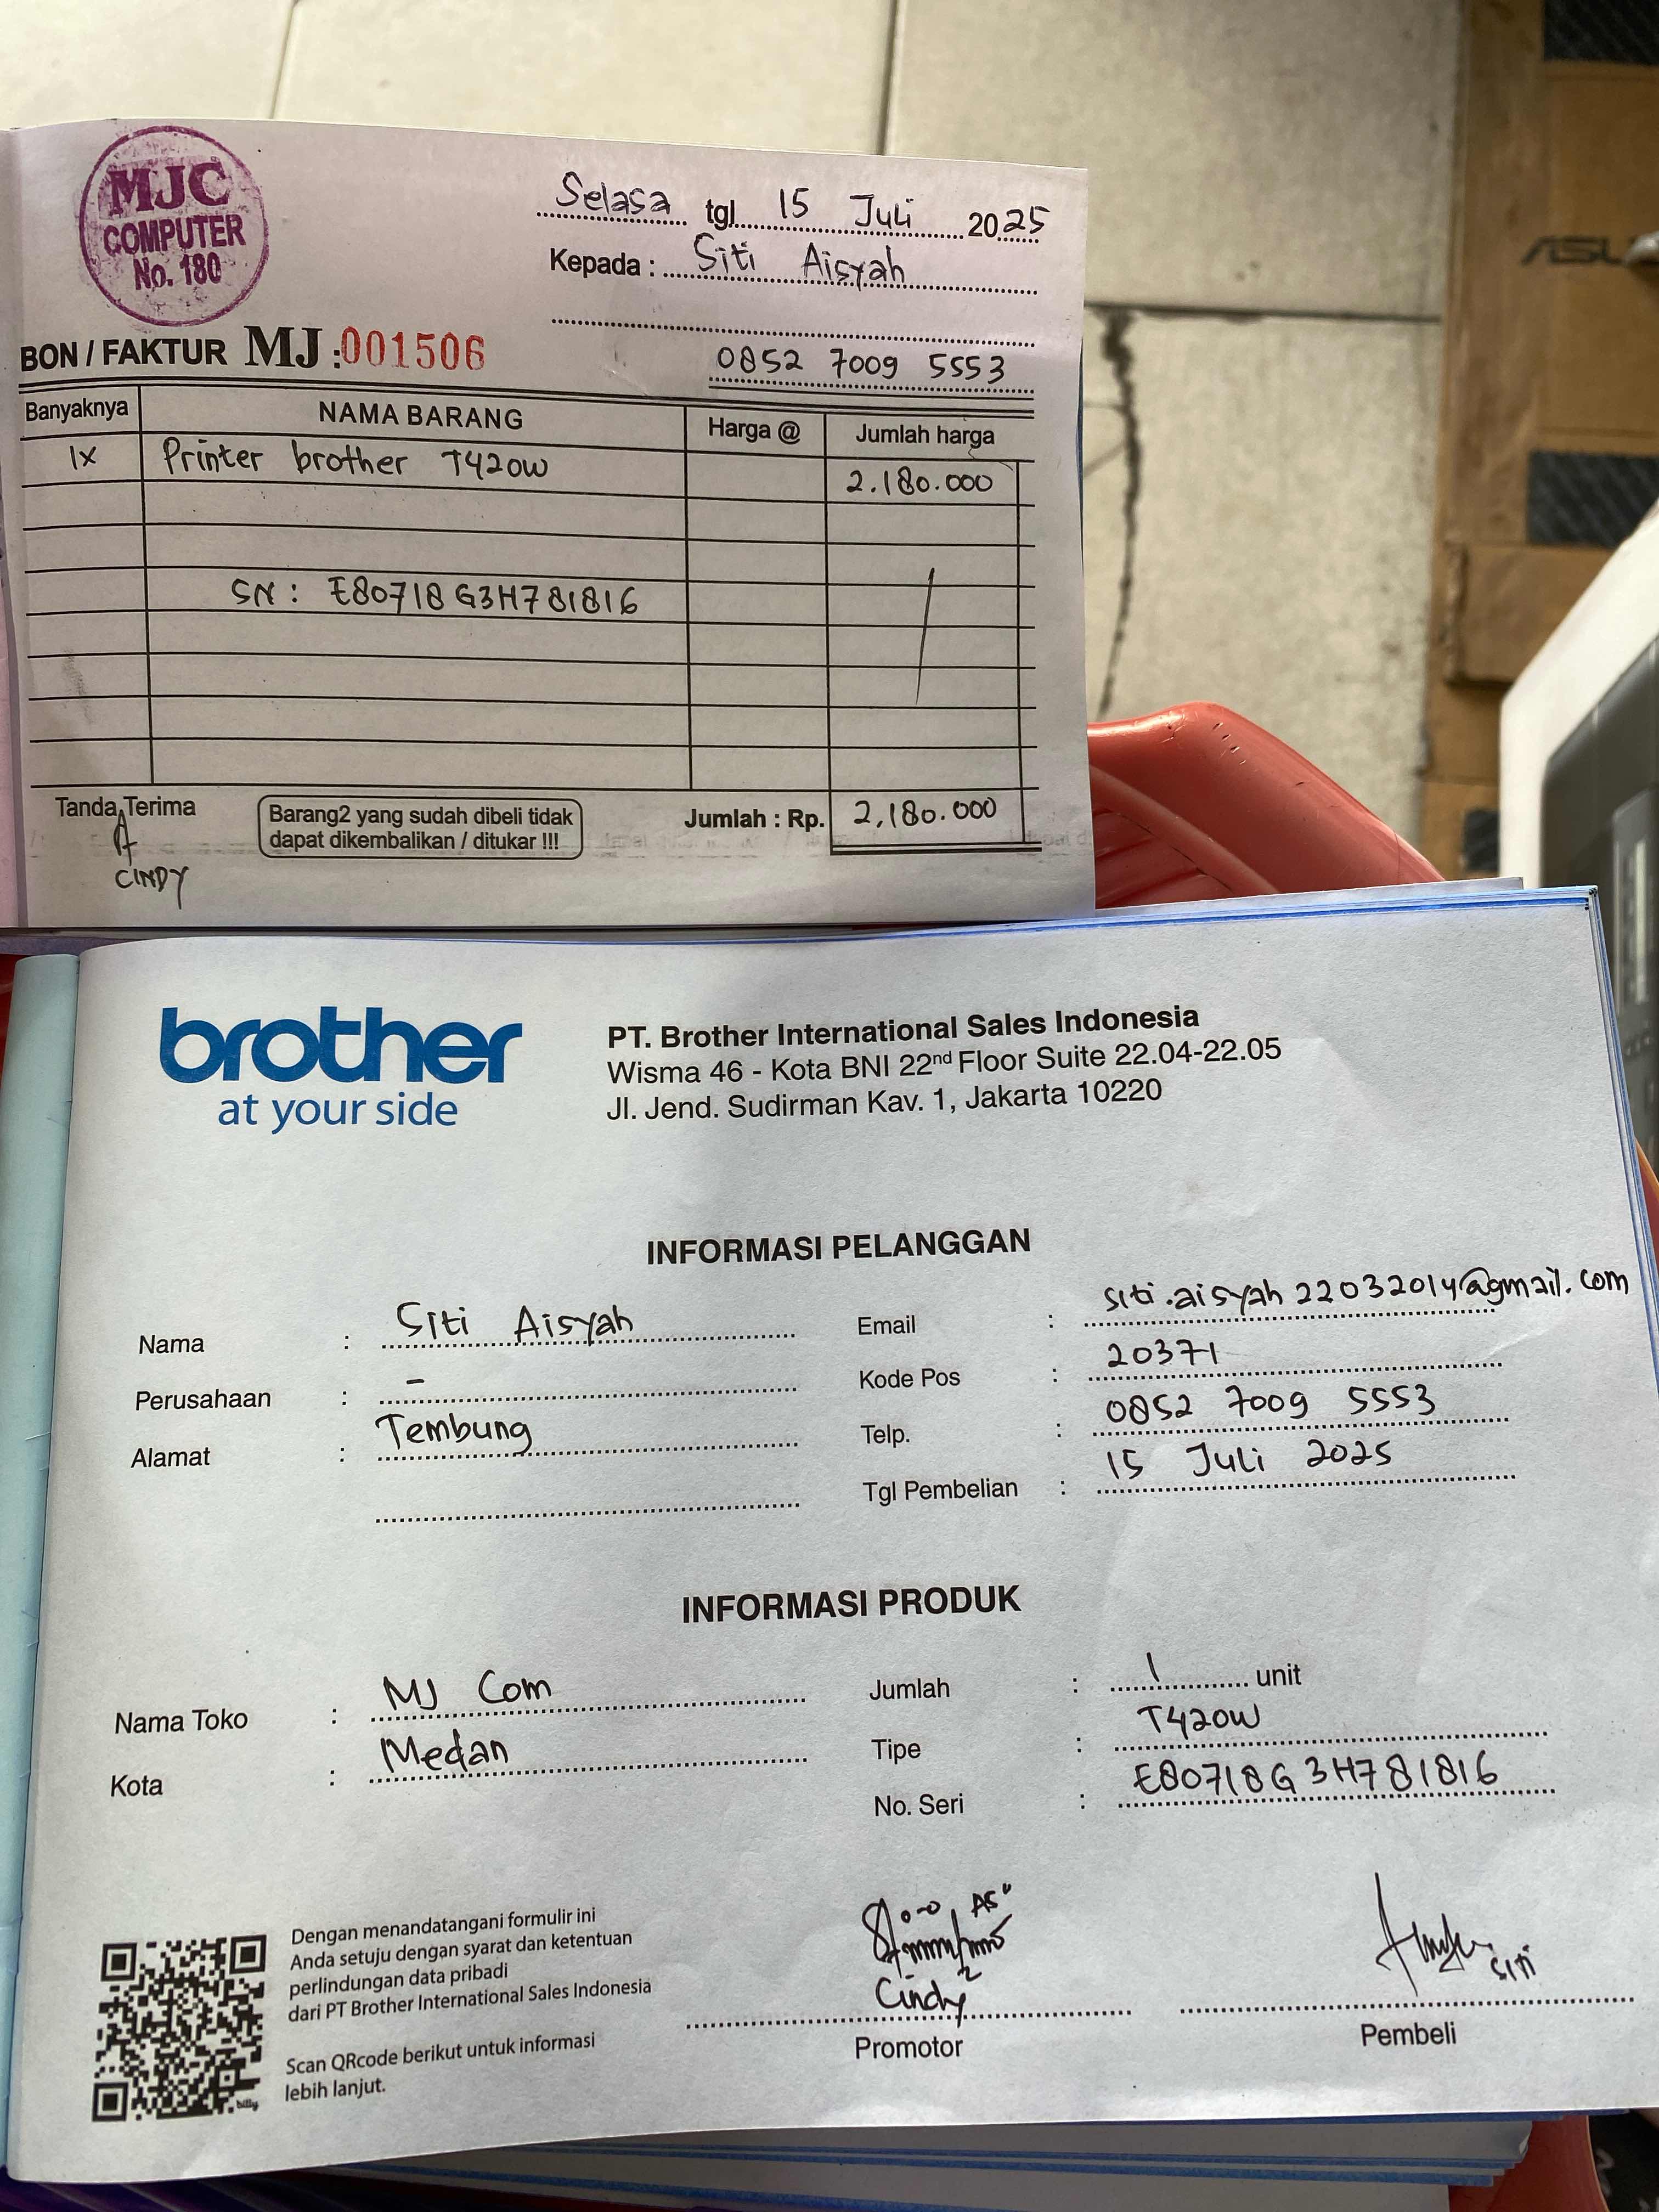 MJC
COMPUTER
No. 180
Selasa tgl 15 Juli 2025
Kepada : Siti Aisyah
BON / FAKTUR MJ :001506
0852 7009 5553
Banyaknya NAMA BARANG Harga @ Jumlah harga
1x Printer brother T420W 2.180.000
SN : E80718G3H781816
Tanda Terima
CINDY
Barang2 yang sudah dibeli tidak
dapat dikembalikan / ditukar !!!
Jumlah : Rp. 2,180.000
ASU
brother
at your side
PT. Brother International Sales Indonesia
Wisma 46 - Kota BNI 22nd Floor Suite 22.04-22.05
Jl. Jend. Sudirman Kav. 1, Jakarta 10220
INFORMASI PELANGGAN
Nama : Siti Aisyah
Perusahaan : -
Alamat : Tembung
Email : siti.aisyah22032014@gmail.com
Kode Pos : 20371
Telp. : 0852 7009 5553
Tgl Pembelian : 15 Juli 2025
INFORMASI PRODUK
Nama Toko : MJ Com
Kota : Medan
Jumlah : 1 unit
Tipe : T420W
No. Seri : E80718G3H781816
Dengan menandatangani formulir ini
Anda setuju dengan syarat dan ketentuan
perlindungan data pribadi
dari PT Brother International Sales Indonesia
Scan QRcode berikut untuk informasi
lebih lanjut.
bitly
Cindy
Promotor
Siti
Pembeli